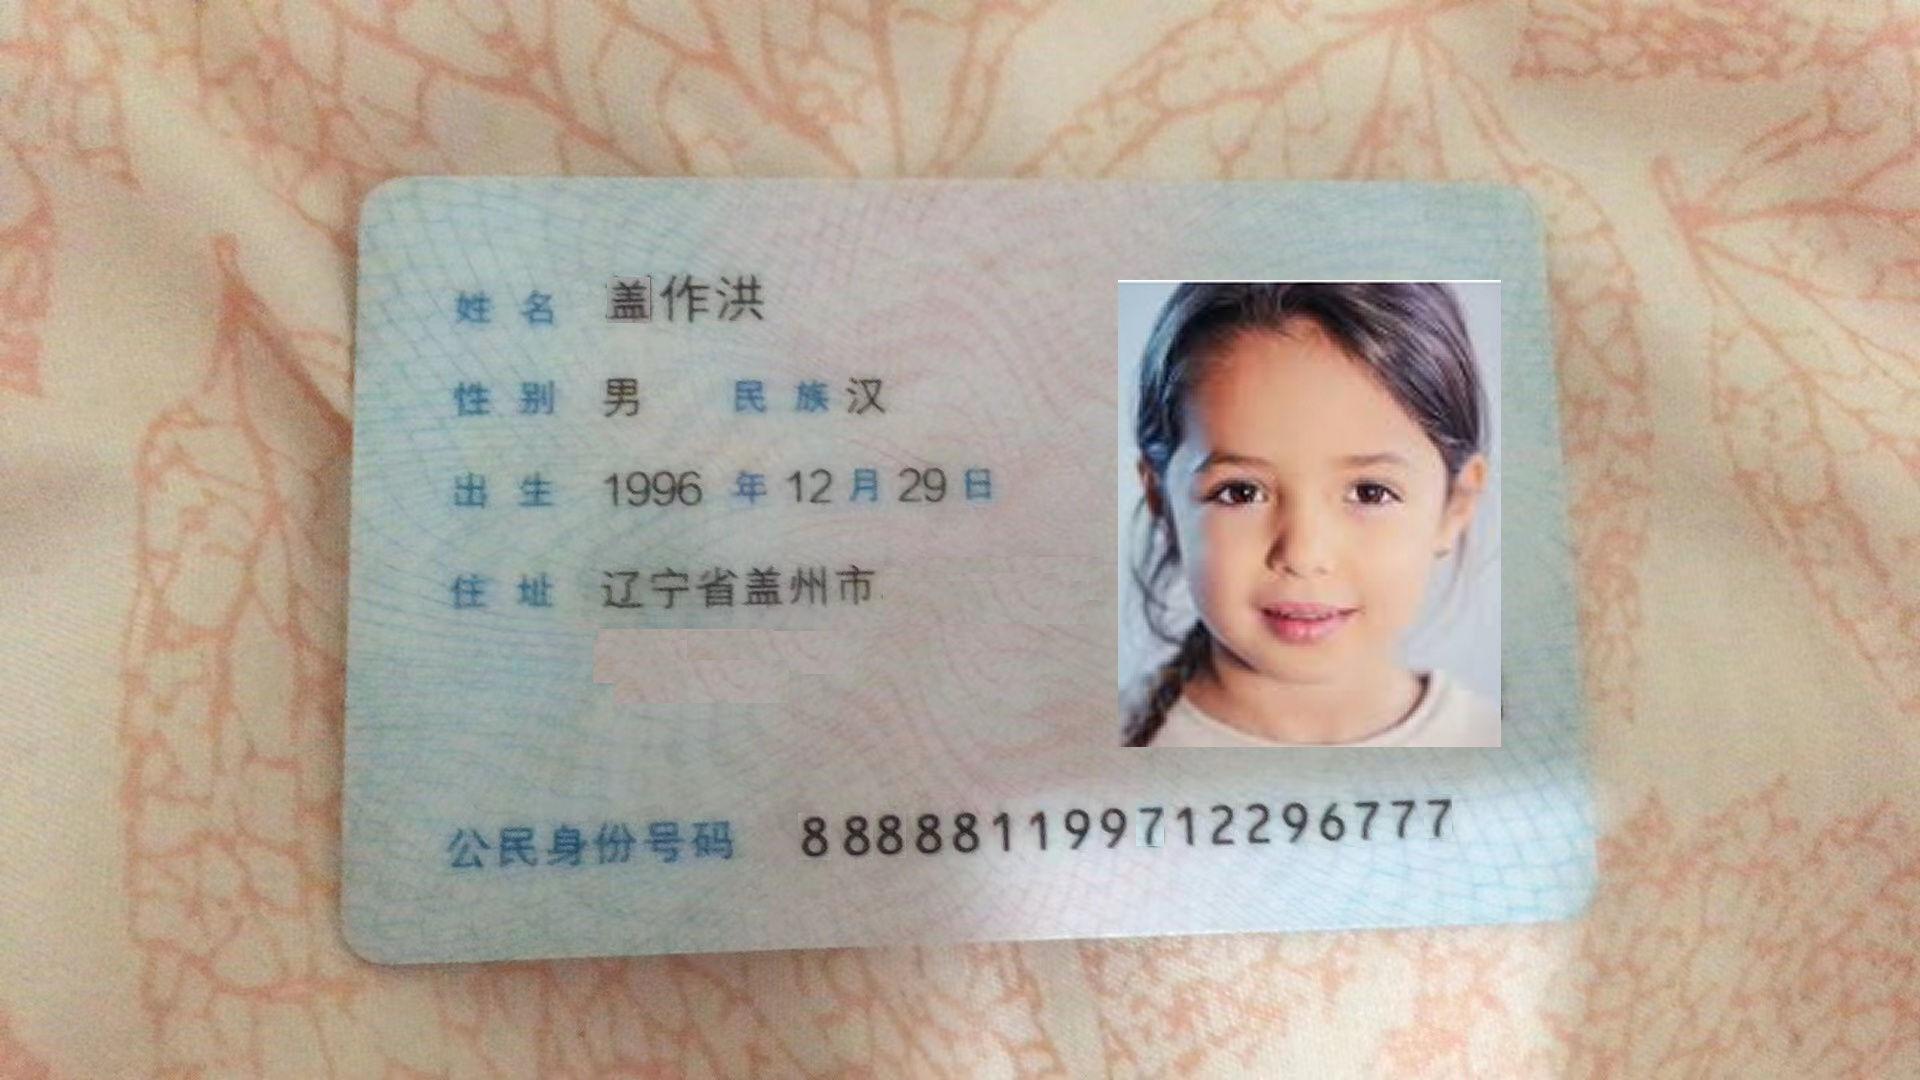 姓名 盖作洪
性别 男 民族 汉
出生 1996 年 12 月 29 日
住址 辽宁省盖州市
公民身份号码 888881199712296777